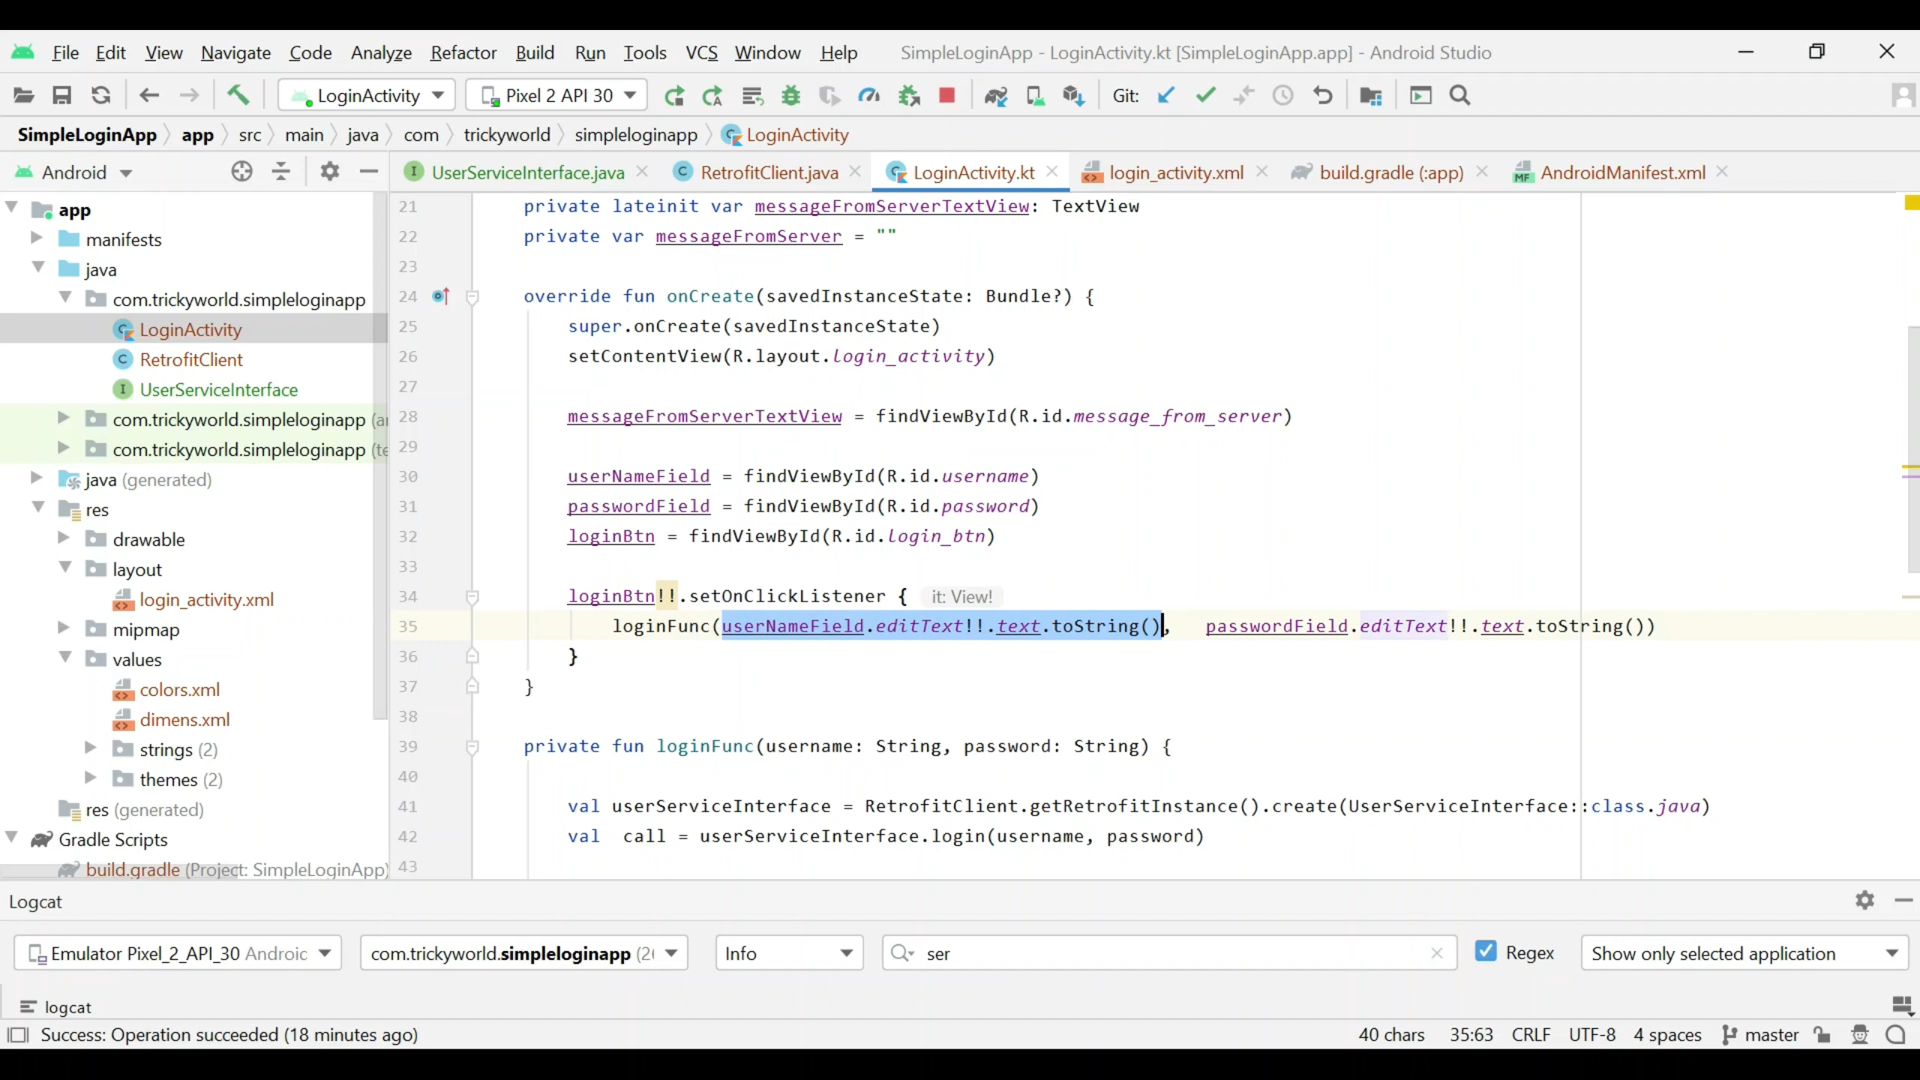 File Edit View Navigate Code Analyze Refactor Build Run Tools VCS Window Help SimpleLoginApp - LoginActivity.kt [SimpleLoginApp.app] - Android Studio
LoginActivity Pixel 2 API 30 Git:
SimpleLoginApp app src main java com trickyworld simpleloginapp LoginActivity
Android UserServiceInterface.java RetrofitClient.java LoginActivity.kt login_activity.xml build.gradle (:app) AndroidManifest.xml
app
manifests
java
com.trickyworld.simpleloginapp
LoginActivity
RetrofitClient
UserServiceInterface
com.trickyworld.simpleloginapp
com.trickyworld.simpleloginapp
java (generated)
res
drawable
layout
login_activity.xml
mipmap
values
colors.xml
dimens.xml
strings (2)
themes (2)
res (generated)
Gradle Scripts
build.gradle (Project: SimpleLoginApp)
21 private lateinit var messageFromServerTextView: TextView
22 private var messageFromServer = ""
23
24 override fun onCreate(savedInstanceState: Bundle?) {
25 super.onCreate(savedInstanceState)
26 setContentView(R.layout.login_activity)
27
28 messageFromServerTextView = findViewById(R.id.message_from_server)
29
30 userNameField = findViewById(R.id.username)
31 passwordField = findViewById(R.id.password)
32 loginBtn = findViewById(R.id.login_btn)
33
34 loginBtn!!.setOnClickListener { it: View!
35 loginFunc(userNameField.editText!!.text.toString(), passwordField.editText!!.text.toString())
36 }
37 }
38
39 private fun loginFunc(username: String, password: String) {
40
41 val userServiceInterface = RetrofitClient.getRetrofitInstance().create(UserServiceInterface::class.java)
42 val call = userServiceInterface.login(username, password)
43
Logcat
Emulator Pixel_2_API_30 Android com.trickyworld.simpleloginapp Info ser Regex Show only selected application
logcat
Success: Operation succeeded (18 minutes ago) 40 chars 35:63 CRLF UTF-8 4 spaces master